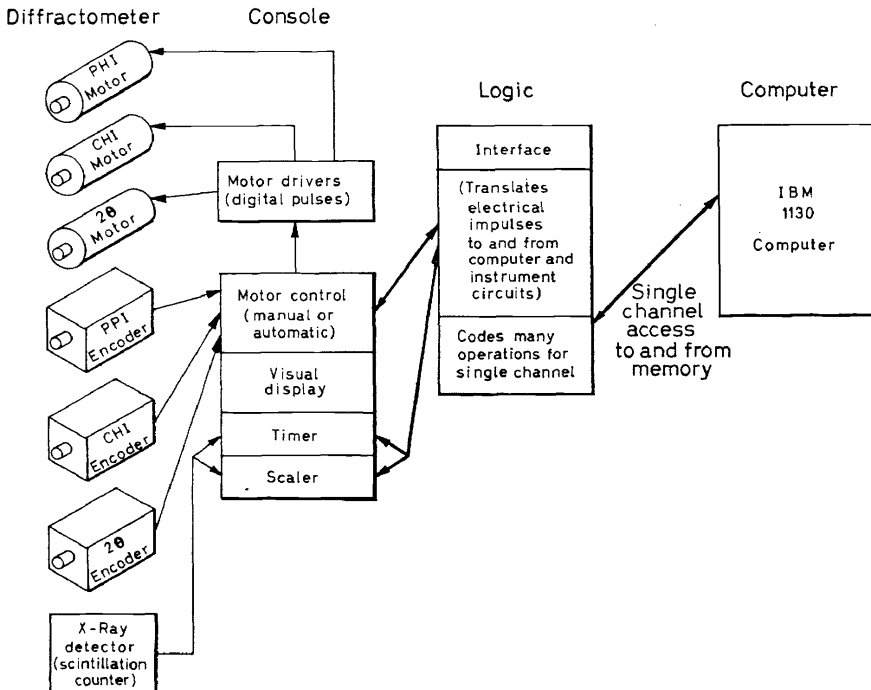 Diffractometer
Console
PHI
Motor
CHI
Motor
2θ
Motor
PPI
Encoder
CHI
Encoder
2θ
Encoder
X-Ray
detector
(scintillation
counter)
Motor drivers
(digital pulses)
Motor control
(manual or
automatic)
Visual
display
Timer
Scaler
Logic
Interface
(Translates
electrical
impulses
to and from
computer and
instrument
circuits)
Codes many
operations for
single channel
Single
channel
access
to and from
memory
Computer
IBM
1130
Computer